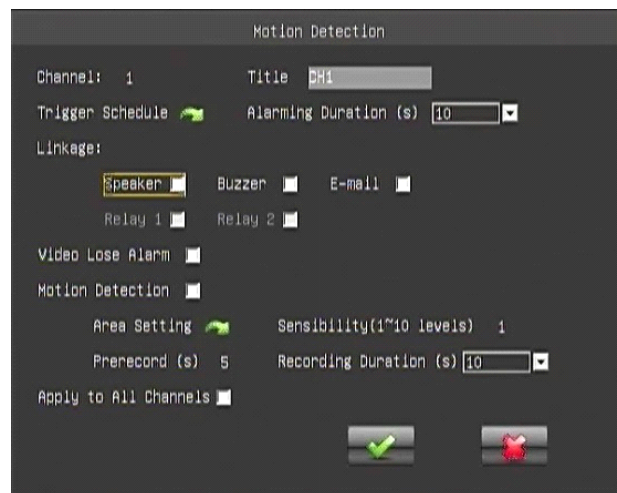 Motion Detection
Channel: 1 Title CH1
Trigger Schedule Alarming Duration (s) 10
Linkage:
Speaker Buzzer E-mail
Relay 1 Relay 2
Video Lose Alarm
Motion Detection
Area Setting Sensibility(1~10 levels) 1
Prerecord (s) 5 Recording Duration (s) 10
Apply to All Channels